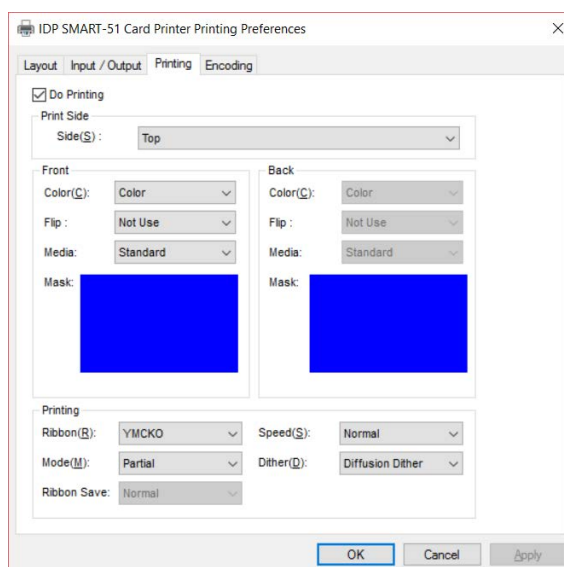 IDP SMART-51 Card Printer Printing Preferences
Layout Input / Output Printing Encoding
Do Printing
Print Side
Side(S) : Top
Front Back
Color(C): Color Color(C): Color
Flip : Not Use Flip : Not Use
Media: Standard Media: Standard
Mask: Mask:
Printing
Ribbon(R): YMCKO Speed(S): Normal
Mode(M): Partial Dither(D): Diffusion Dither
Ribbon Save: Normal
OK Cancel Apply